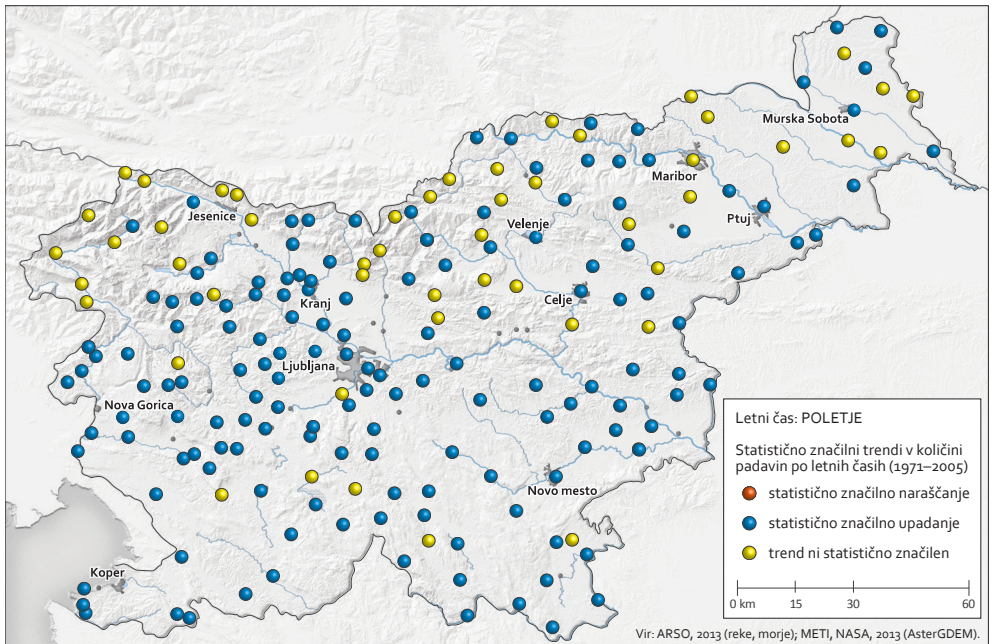 Murska Sobota
Maribor
Jesenice
Ptuj
Velenje
Kranj
Celje
Ljubljana
Nova Gorica
Novo mesto
Koper
Letni čas: POLETJE
Statistično značilni trendi v količini
padavin po letnih časih (1971–2005)
statistično značilno naraščanje
statistično značilno upadanje
trend ni statistično značilen
0 km 15 30 60
Vir: ARSO, 2013 (reke, morje); METI, NASA, 2013 (AsterGDEM).